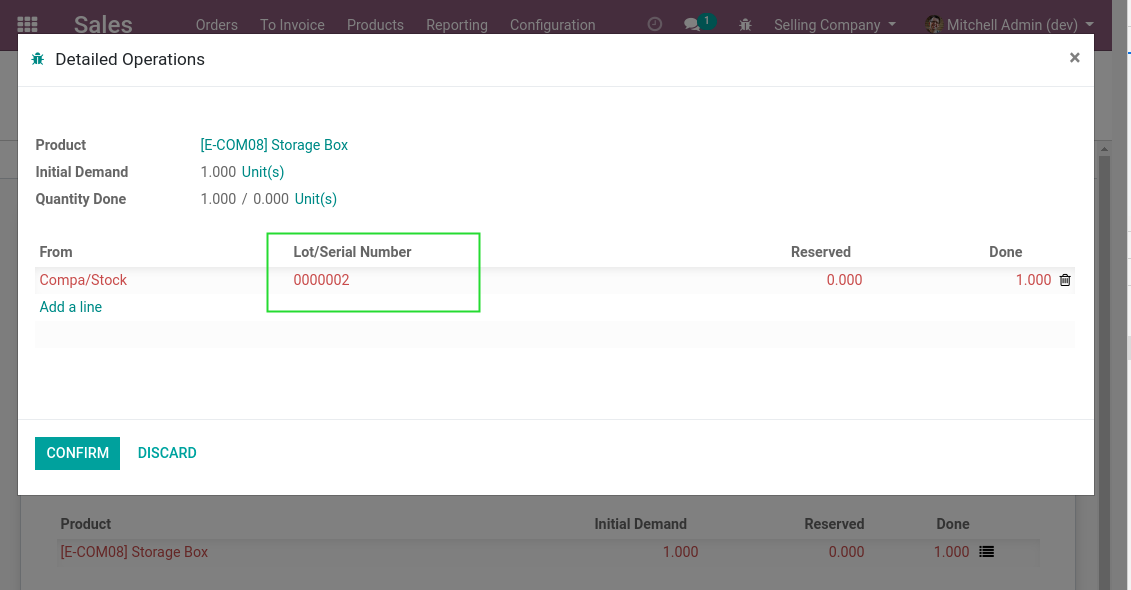 Sales Orders To Invoice Products Reporting Configuration 1 Selling Company Mitchell Admin (dev)
Detailed Operations ×
Product [E-COM08] Storage Box
Initial Demand 1.000 Unit(s)
Quantity Done 1.000 / 0.000 Unit(s)
From Lot/Serial Number Reserved Done
Compa/Stock 0000002 0.000 1.000
Add a line
CONFIRM DISCARD
Product Initial Demand Reserved Done
[E-COM08] Storage Box 1.000 0.000 1.000